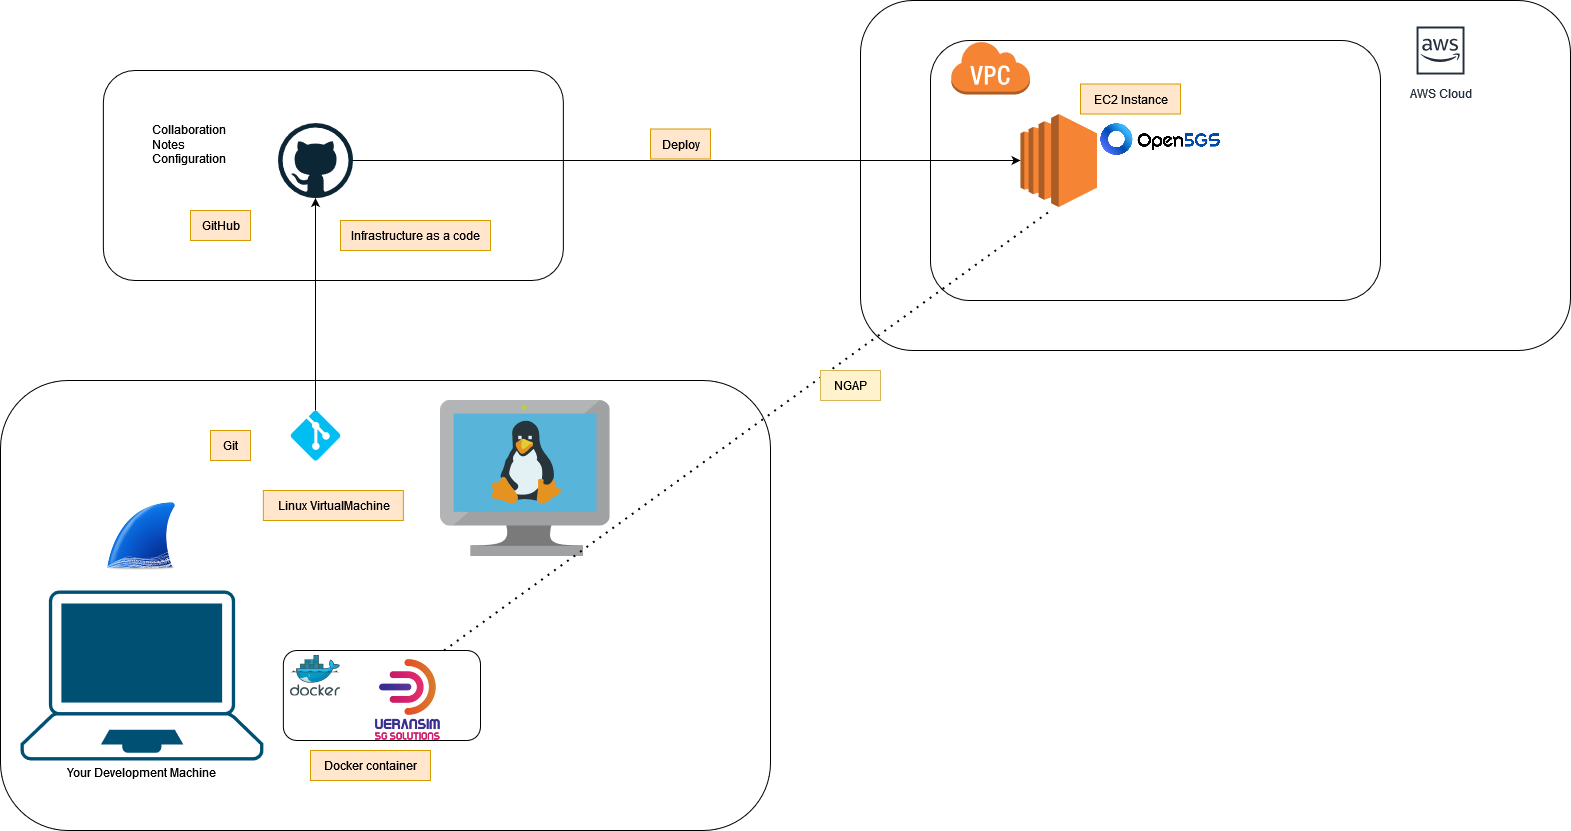 aws
AWS Cloud
VPC
EC2 Instance
Open5GS
Collaboration
Notes
Configuration
Deploy
GitHub
Infrastructure as a code
NGAP
Git
Linux VirtualMachine
docker
UERANSIM
5G SOLUTIONS
Docker container
Your Development Machine